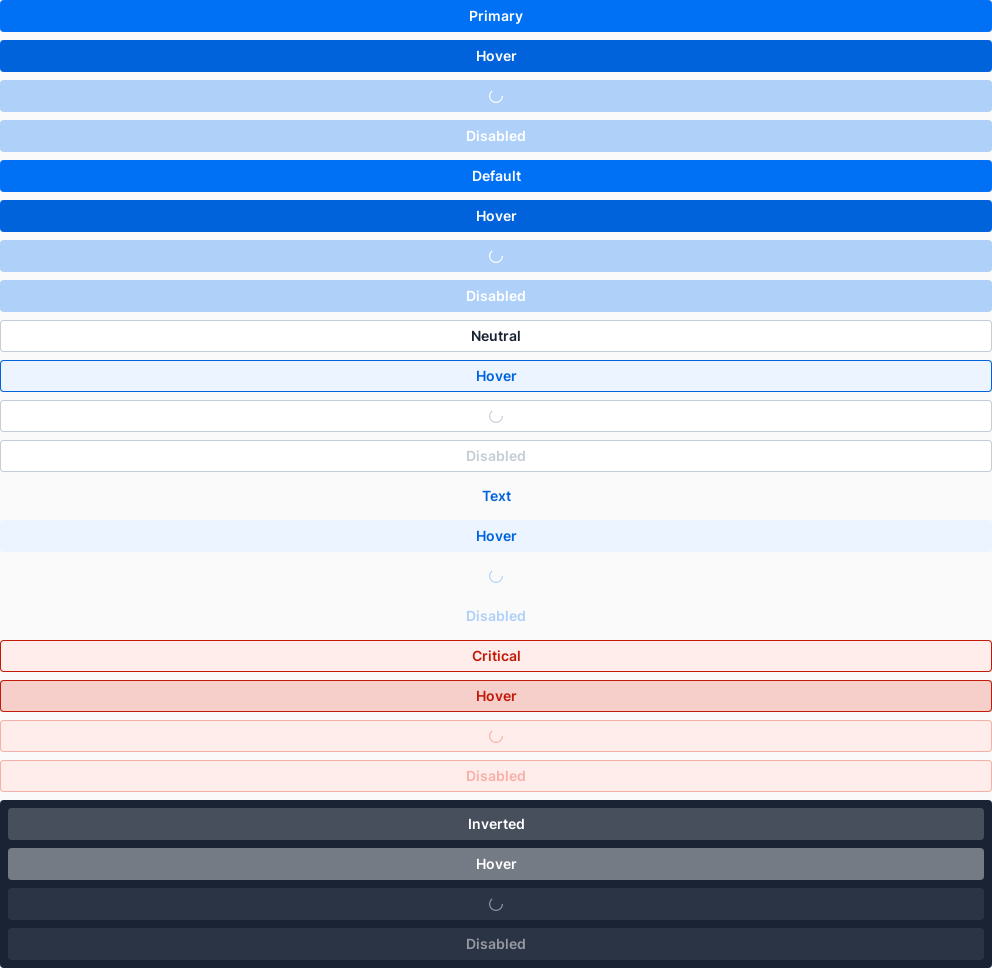 Primary
Hover
Disabled
Default
Hover
Disabled
Neutral
Hover
Disabled
Text
Hover
Disabled
Critical
Hover
Disabled
Inverted
Hover
Disabled